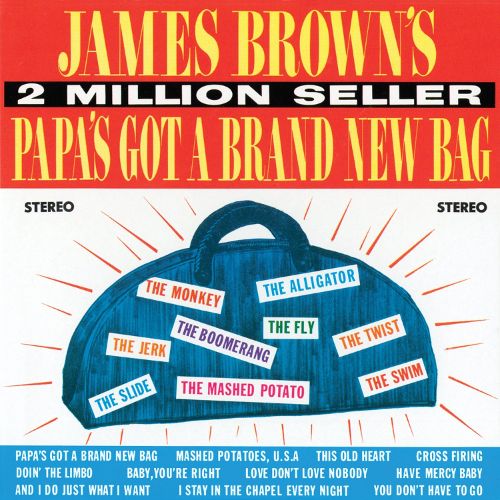 JAMES BROWN'S
2 MILLION SELLER
PAPA'S GOT A BRAND NEW BAG
STEREO STEREO
THE MONKEY
THE ALLIGATOR
THE JERK
THE BOOMERANG
THE FLY
THE TWIST
THE SLIDE
THE MASHED POTATO
THE SWIM
PAPA'S GOT A BRAND NEW BAG MASHED POTATOES, U.S.A THIS OLD HEART CROSS FIRING
DOIN' THE LIMBO BABY,YOU'RE RIGHT LOVE DON'T LOVE NOBODY HAVE MERCY BABY
AND I DO JUST WHAT I WANT I STAY IN THE CHAPEL EVERY NIGHT YOU DON'T HAVE TO GO